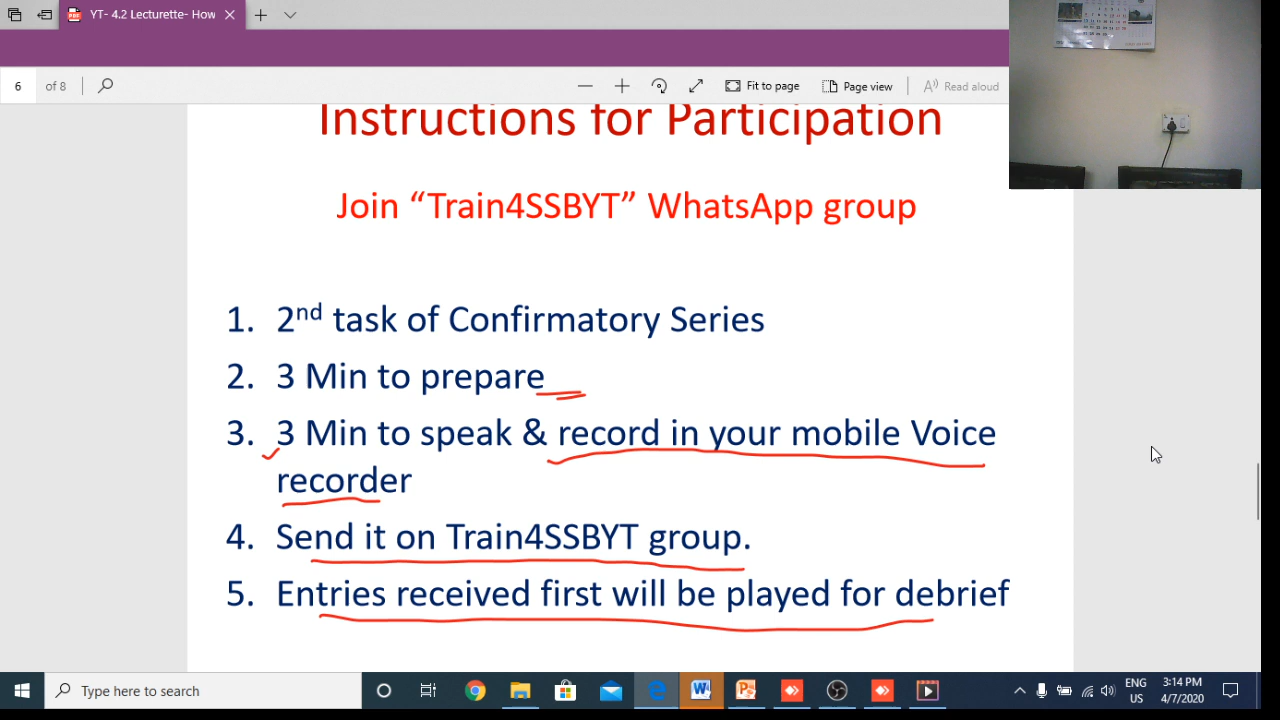 YT- 4.2 Lecturette- How
6 of 8
Fit to page
Page view
Read aloud
Instructions for Participation
Join “Train4SSBYT” WhatsApp group
1. 2nd task of Confirmatory Series
2. 3 Min to prepare
3. 3 Min to speak & record in your mobile Voice
recorder
4. Send it on Train4SSBYT group.
5. Entries received first will be played for debrief
Type here to search
ENG
US
3:14 PM
4/7/2020